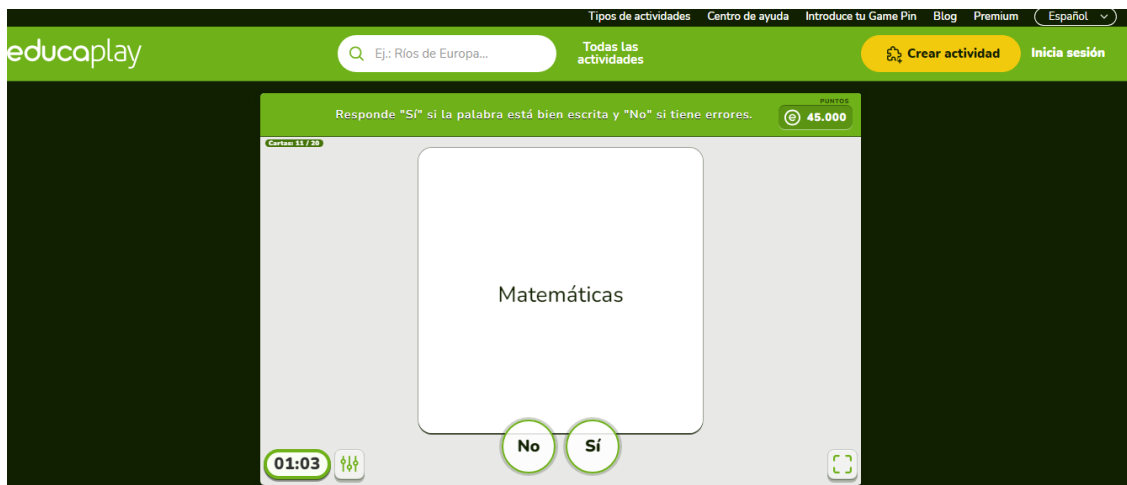 Tipos de actividades Centro de ayuda Introduce tu Game Pin Blog Premium Español
educaplay Ej.: Ríos de Europa... Todas las
actividades Crear actividad Inicia sesión
PUNTOS
Responde "Sí" si la palabra está bien escrita y "No" si tiene errores. e 45.000
Cartas: 11 / 20
Matemáticas
No Sí
01:03